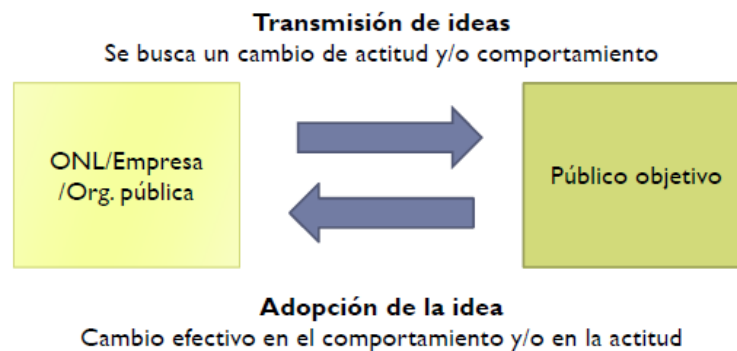 Transmisión de ideas
Se busca un cambio de actitud y/o comportamiento
ONL/Empresa
/Org. pública
Público objetivo
Adopción de la idea
Cambio efectivo en el comportamiento y/o en la actitud